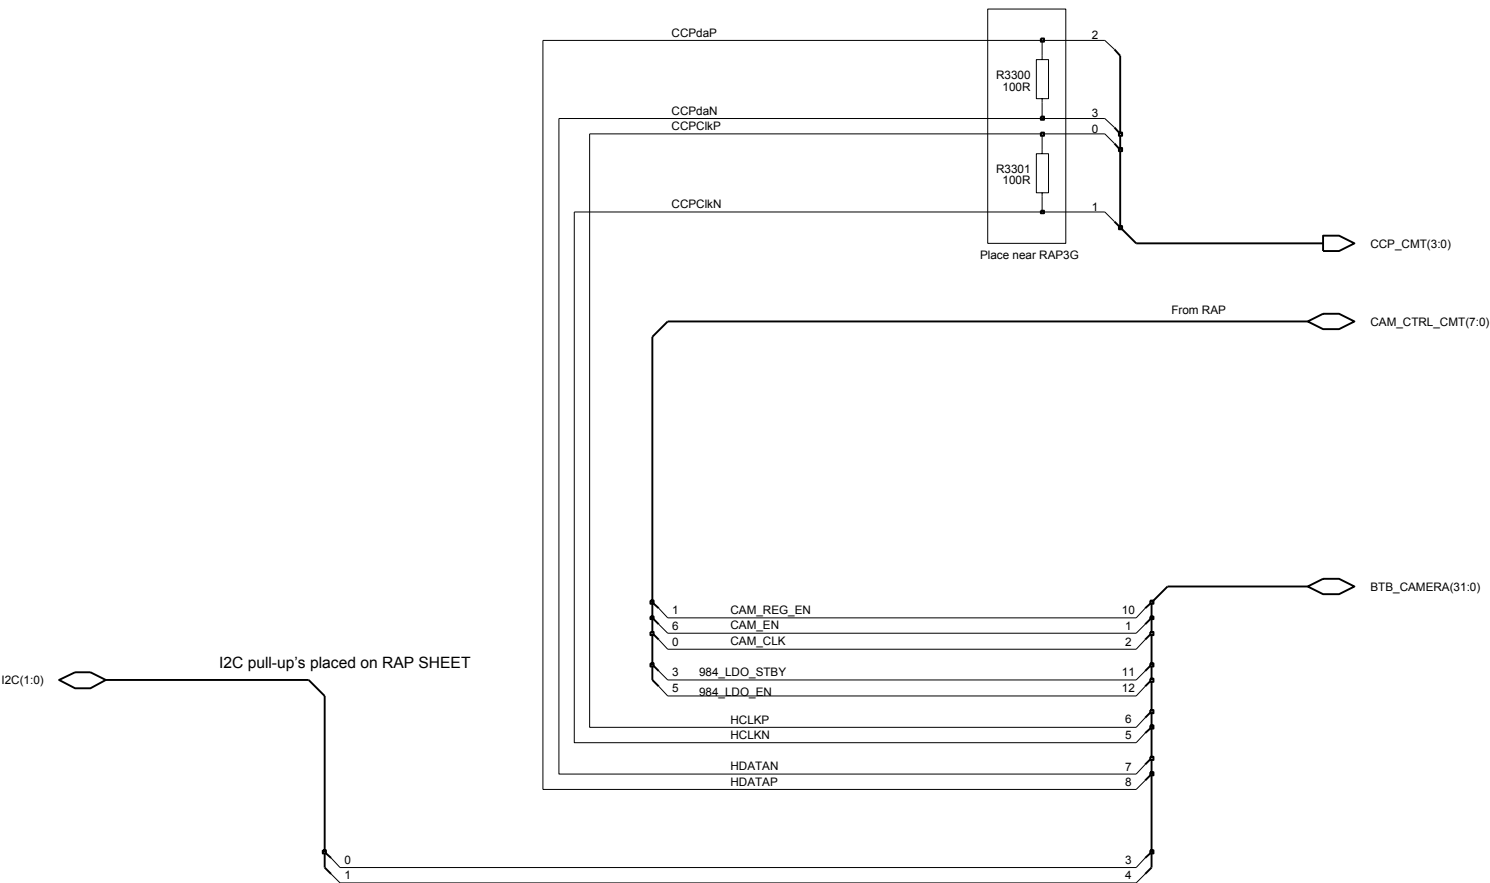 CCPdaP
2
R3300
100R
CCPdaN
3
CCPClkP
0
R3301
100R
CCPClkN
1
CCP_CMT(3:0)
Place near RAP3G
From RAP
CAM_CTRL_CMT(7:0)
BTB_CAMERA(31:0)
1 CAM_REG_EN 10
6 CAM_EN 1
0 CAM_CLK 2
I2C pull-up's placed on RAP SHEET
3 984_LDO_STBY 11
I2C(1:0)
5 984_LDO_EN 12
HCLKP 6
HCLKN 5
HDATAN 7
HDATAP 8
0 3
1 4